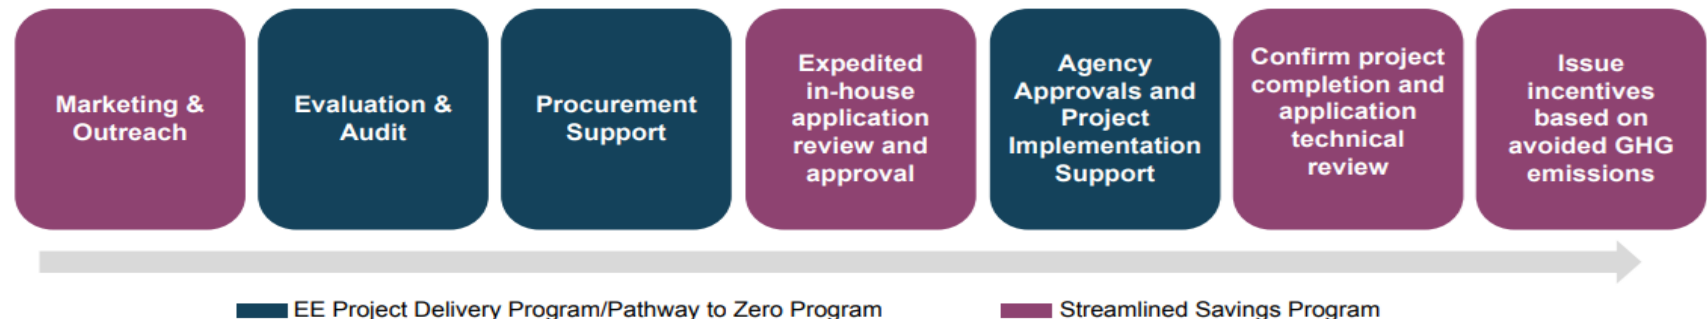 Marketing &
Outreach
Evaluation &
Audit
Procurement
Support
Expedited
in-house
application
review and
approval
Agency
Approvals and
Project
Implementation
Support
Confirm project
completion and
application
technical
review
Issue
incentives
based on
avoided GHG
emissions
EE Project Delivery Program/Pathway to Zero Program
Streamlined Savings Program